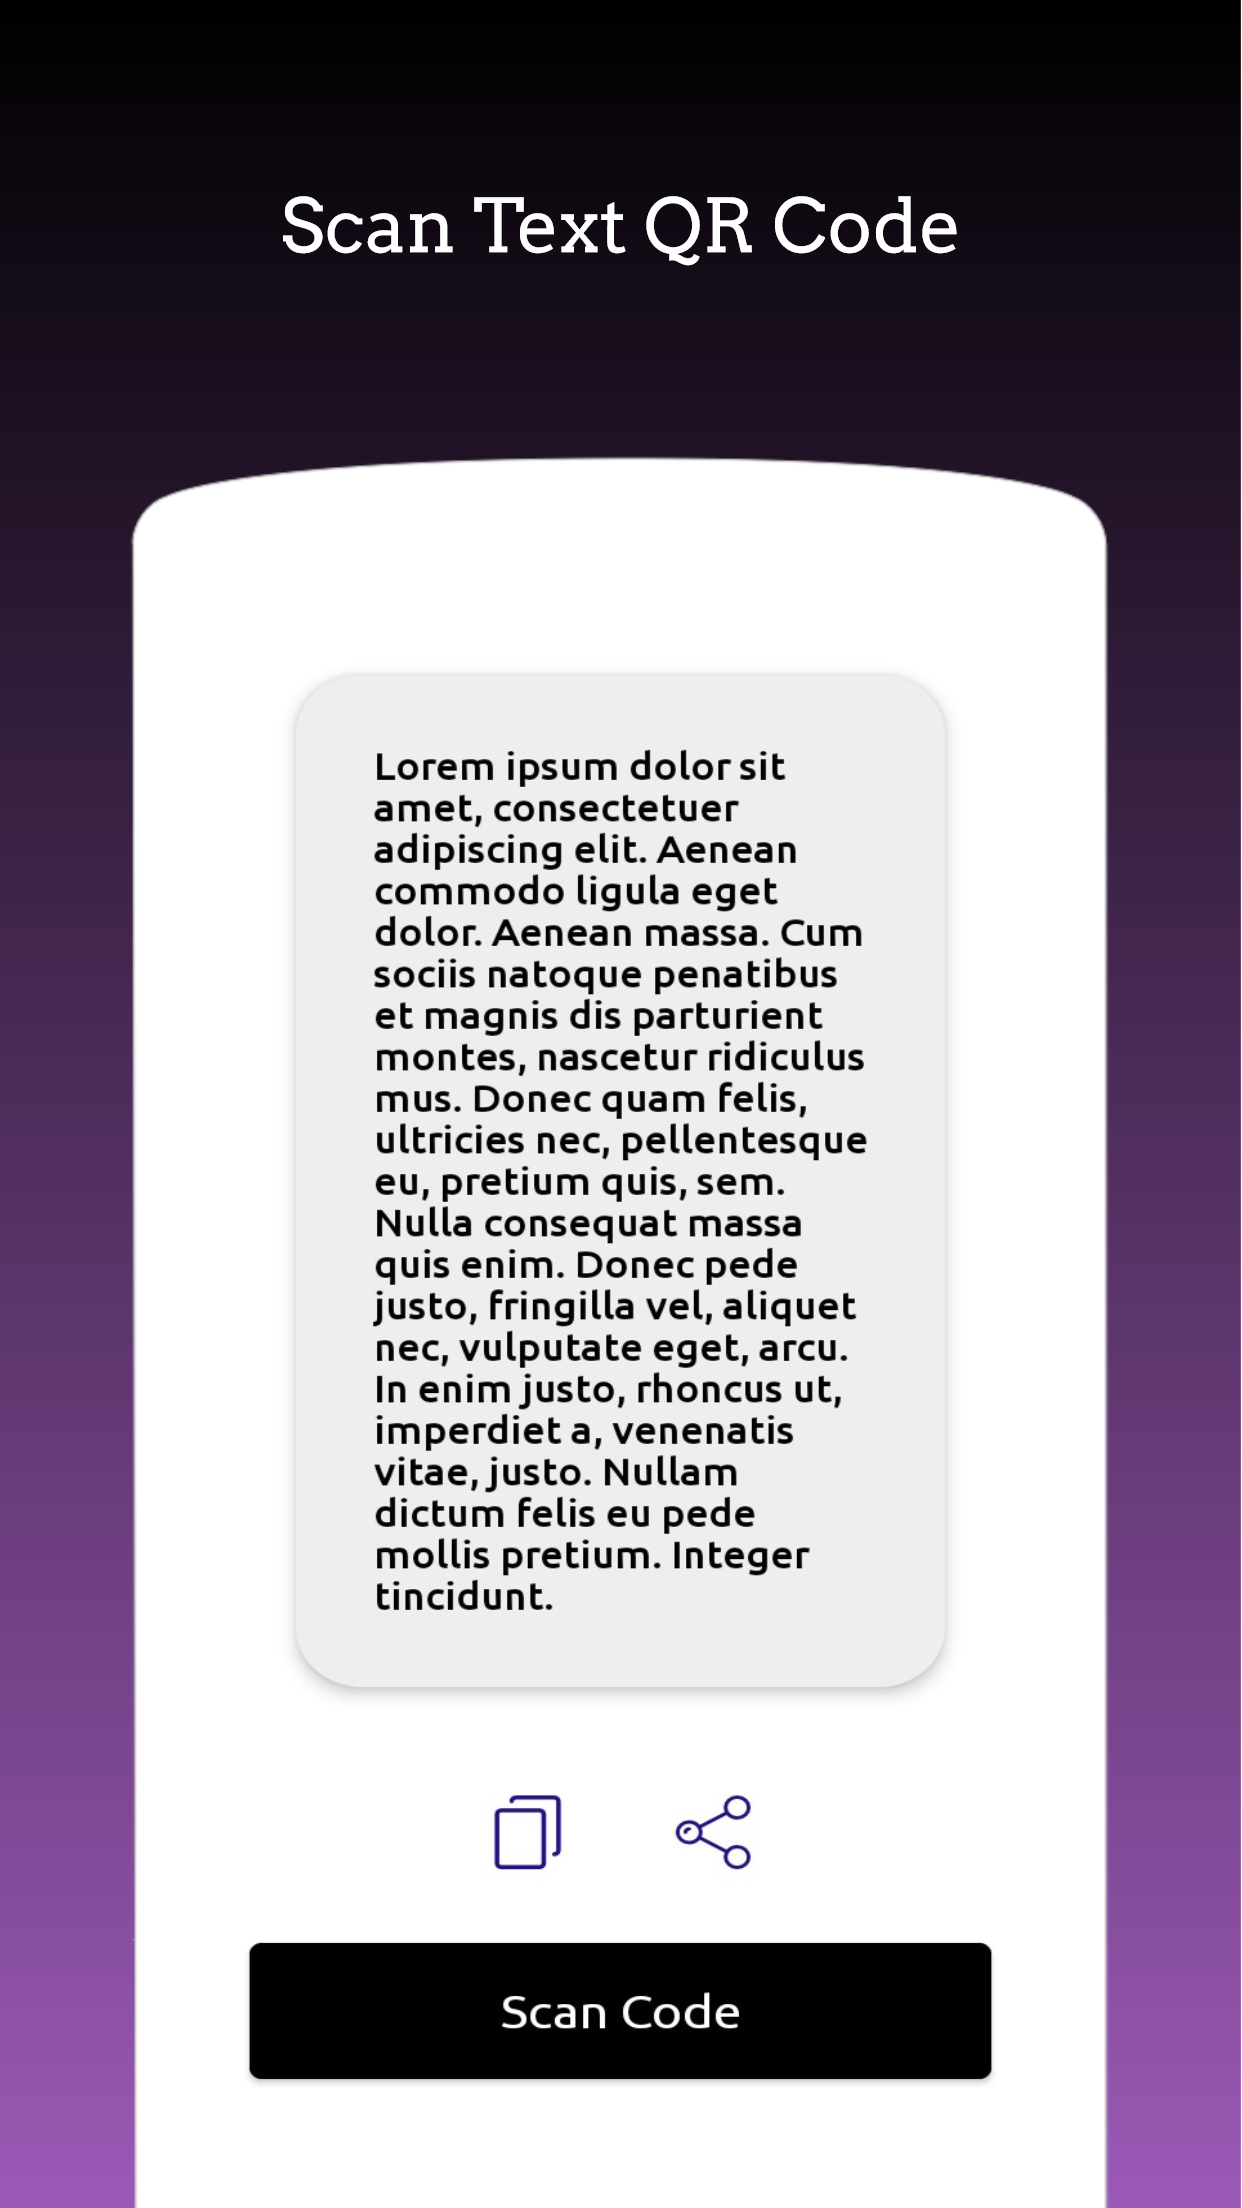 Scan Text QR Code
Lorem ipsum dolor sit
amet, consectetuer
adipiscing elit. Aenean
commodo ligula eget
dolor. Aenean massa. Cum
sociis natoque penatibus
et magnis dis parturient
montes, nascetur ridiculus
mus. Donec quam felis,
ultricies nec, pellentesque
eu, pretium quis, sem.
Nulla consequat massa
quis enim. Donec pede
justo, fringilla vel, aliquet
nec, vulputate eget, arcu.
In enim justo, rhoncus ut,
imperdiet a, venenatis
vitae, justo. Nullam
dictum felis eu pede
mollis pretium. Integer
tincidunt.
Scan Code